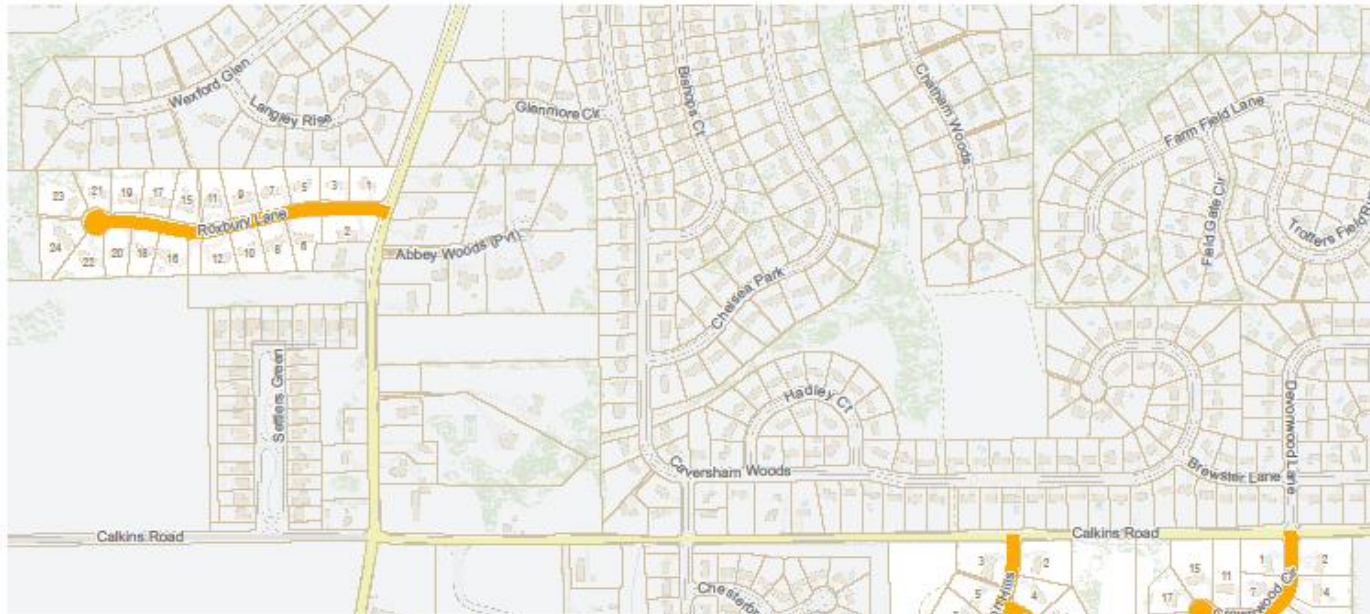 Wexford Glen
Langley Rise
Glenmore Cir
Bishops Ct
Chatham Woods
Farm Field Lane
Field Gate Cir
Trotters Field
23
21
19
17
15
11
9
7
5
3
1
Roxbury Lane
24
22
20
18
16
12
10
8
6
2
Abbey Woods (Pvt)
Chelsea Park
Settlers Green
Hadley Ct
Caversham Woods
Brewster Lane
Devonwood Lane
Calkins Road
Calkins Road
3
2
5
4
15
11
17
7
1
2
4